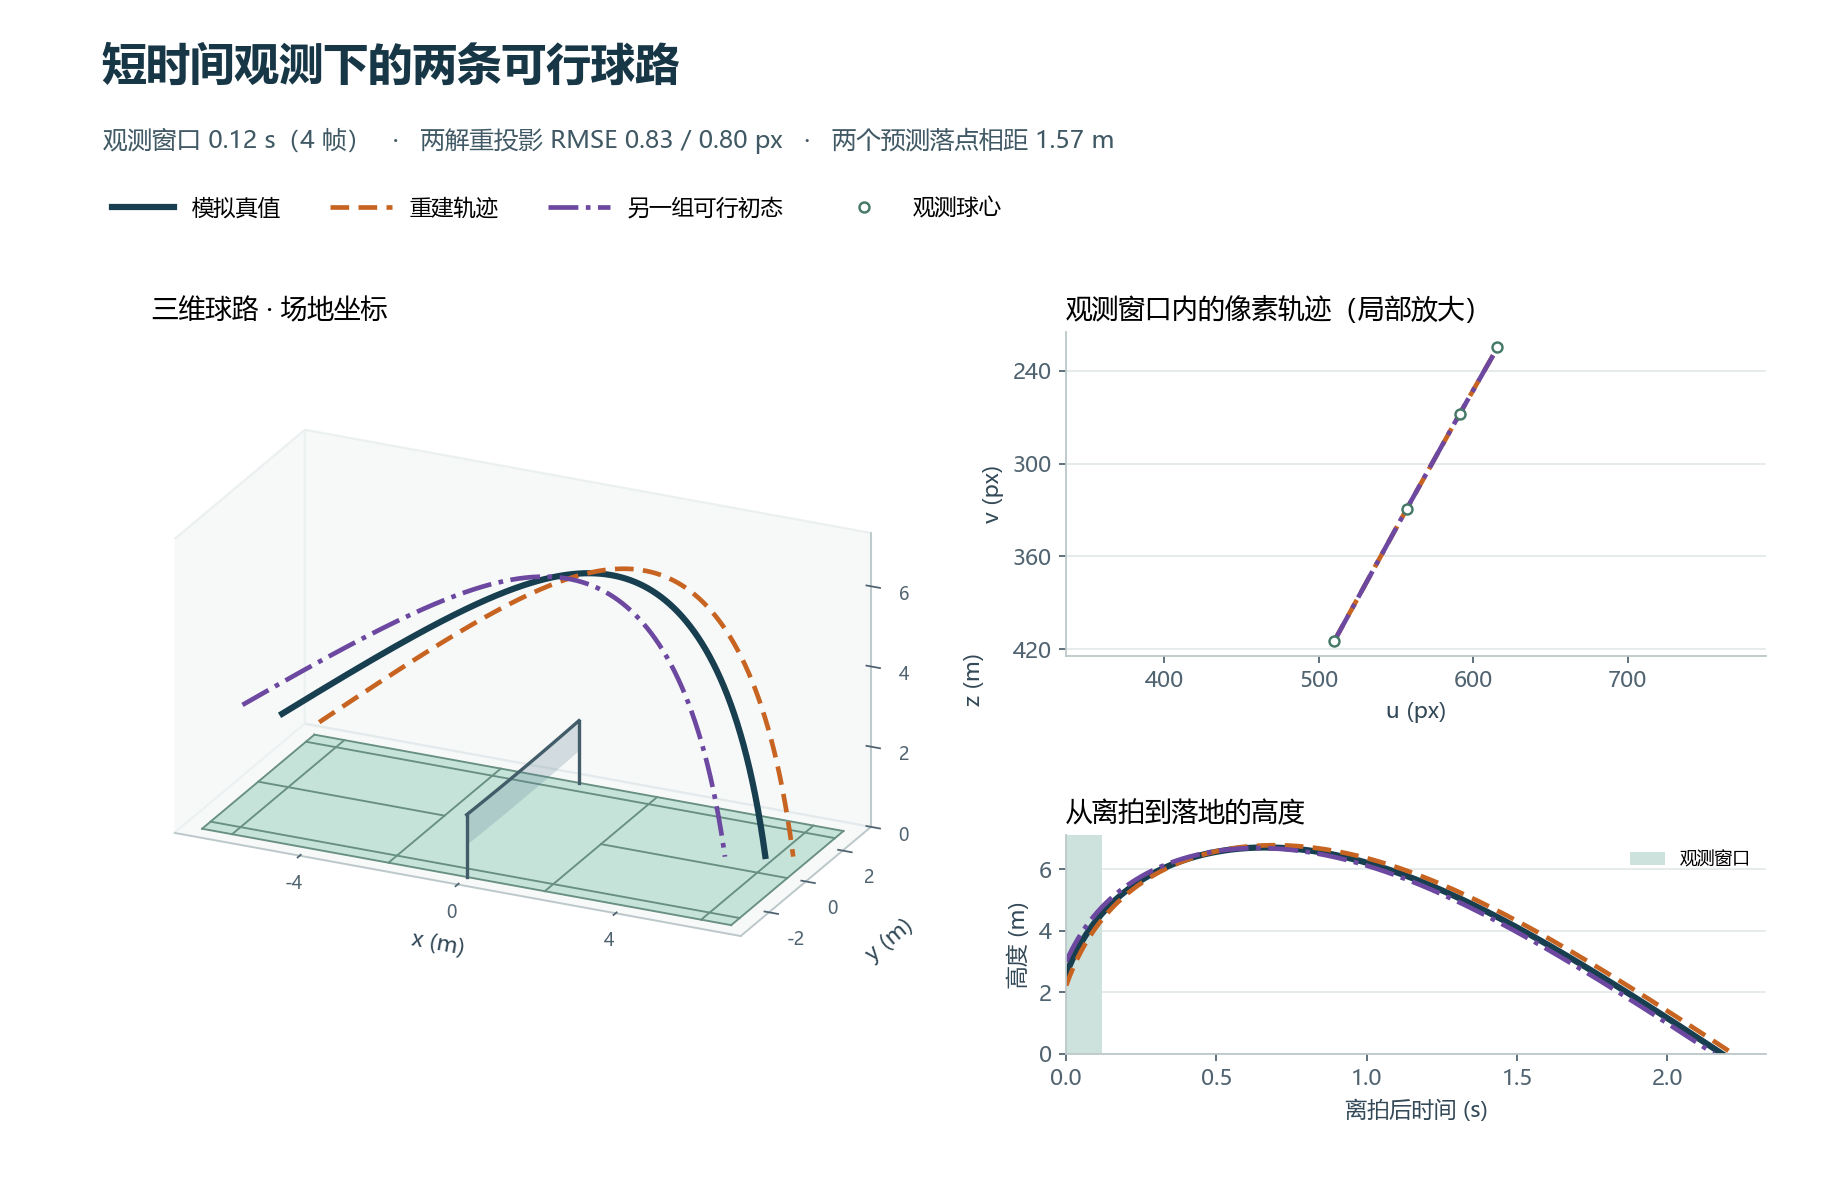 短时间观测下的两条可行球路
观测窗口 0.12 s（4 帧） · 两解重投影 RMSE 0.83 / 0.80 px · 两个预测落点相距 1.57 m
模拟真值 重建轨迹 另一组可行初态 观测球心
三维球路 · 场地坐标
6
4
2
0
z (m)
-4
0
4
x (m)
2
0
-2
y (m)
观测窗口内的像素轨迹（局部放大）
240
300
360
420
v (px)
400 500 600 700
u (px)
从离拍到落地的高度
观测窗口
6
4
2
0
高度 (m)
0.0 0.5 1.0 1.5 2.0
离拍后时间 (s)